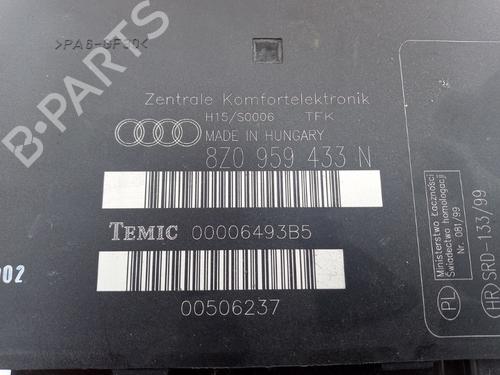 >PA6-GF30<
Zentrale Komfortelektronik
H15/S0006 TFK
MADE IN HUNGARY
8Z0 959 433 N
TEMIC 00006493B5
00506237
002
Ministerstwo Łączności
Świadectwo homologacji
Nr. 081/99
PL
HR SRD-133/99
B-PARTS